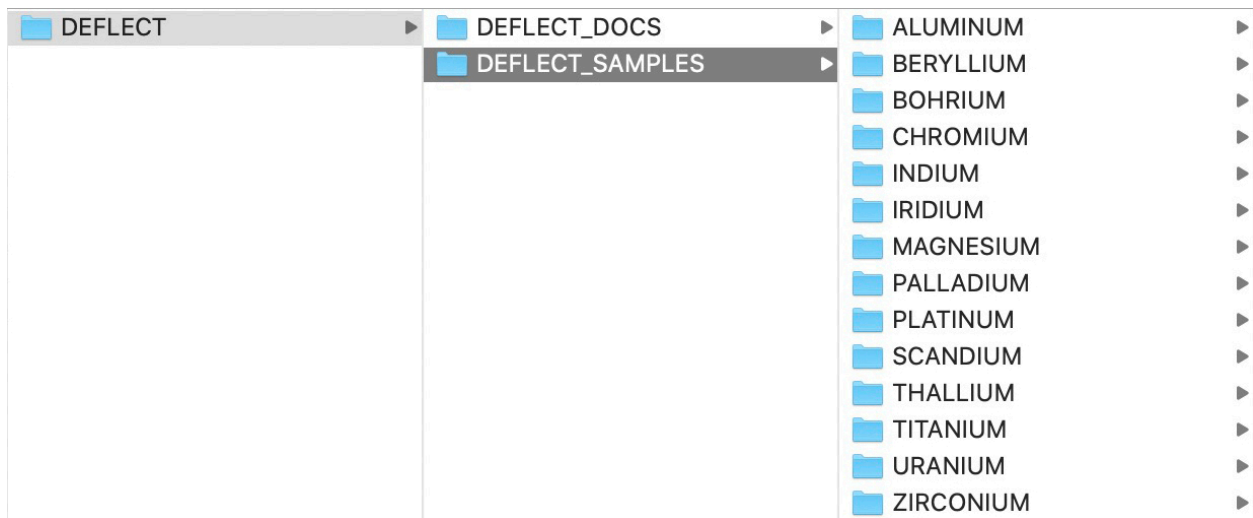 DEFLECT
DEFLECT_DOCS
DEFLECT_SAMPLES
ALUMINUM
BERYLLIUM
BOHRIUM
CHROMIUM
INDIUM
IRIDIUM
MAGNESIUM
PALLADIUM
PLATINUM
SCANDIUM
THALLIUM
TITANIUM
URANIUM
ZIRCONIUM